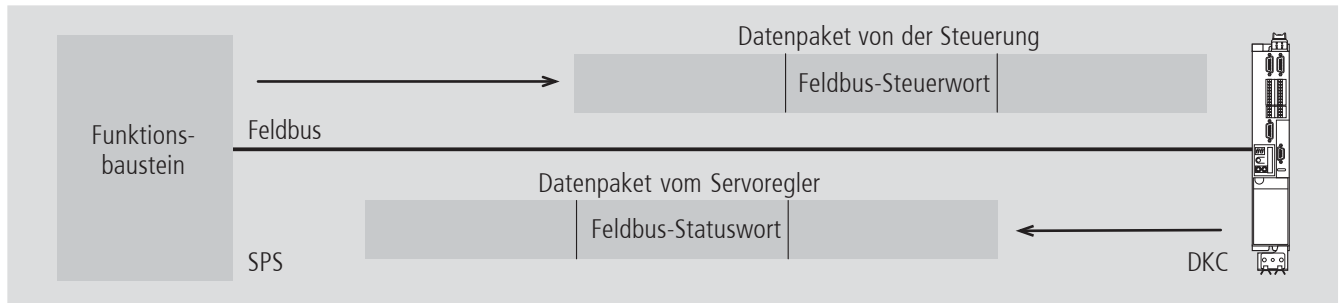 Datenpaket von der Steuerung
Feldbus-Steuerwort
Funktions-
baustein
Feldbus
Datenpaket vom Servoregler
Feldbus-Statuswort
SPS
DKC